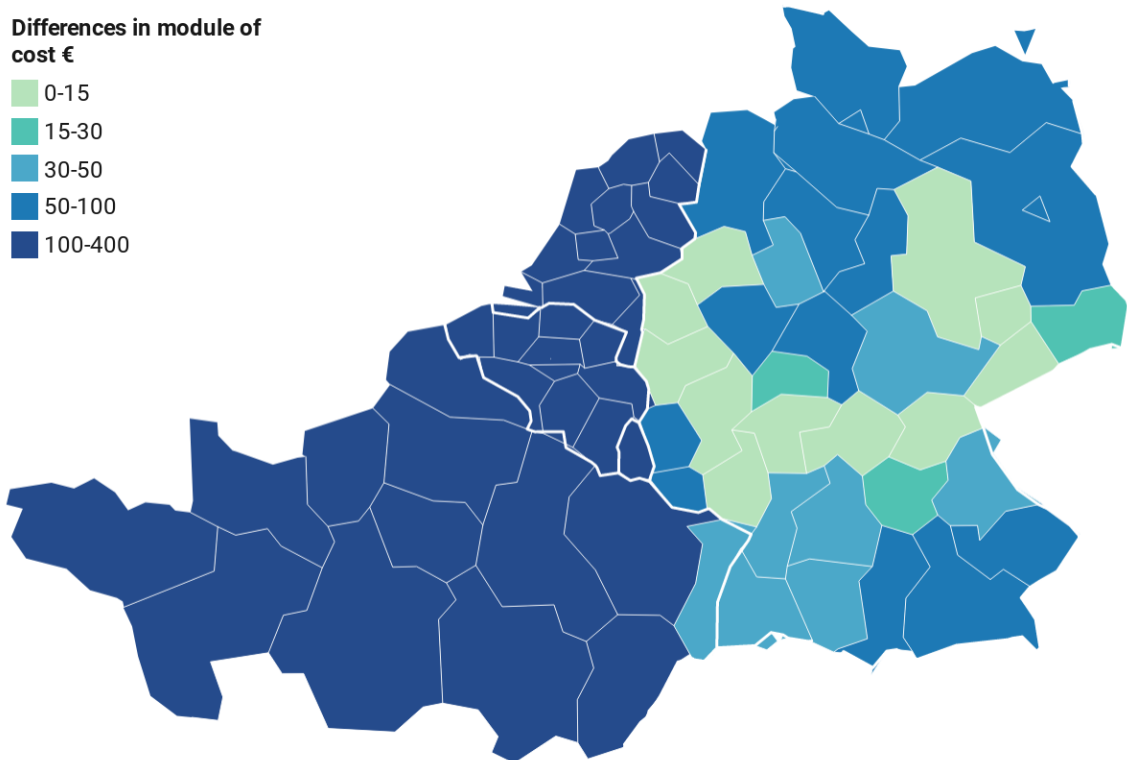 Differences in module of
cost €
0-15
15-30
30-50
50-100
100-400